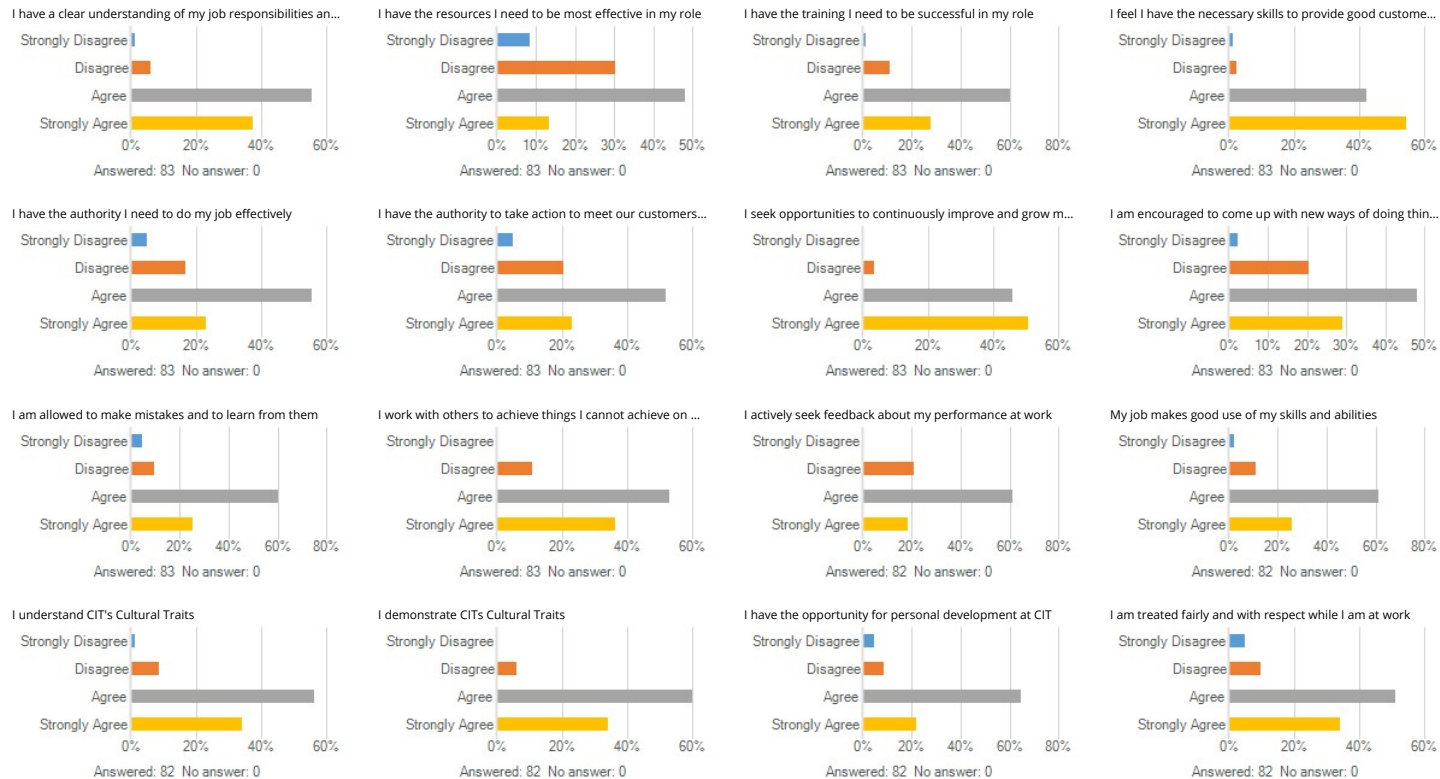 I have a clear understanding of my job responsibilities an...
Strongly Disagree
Disagree
Agree
Strongly Agree
0% 20% 40% 60%
Answered: 83 No answer: 0
I have the resources I need to be most effective in my role
Strongly Disagree
Disagree
Agree
Strongly Agree
0% 10% 20% 30% 40% 50%
Answered: 83 No answer: 0
I have the training I need to be successful in my role
Strongly Disagree
Disagree
Agree
Strongly Agree
0% 20% 40% 60% 80%
Answered: 83 No answer: 0
I feel I have the necessary skills to provide good custome...
Strongly Disagree
Disagree
Agree
Strongly Agree
0% 20% 40% 60%
Answered: 83 No answer: 0
I have the authority I need to do my job effectively
Strongly Disagree
Disagree
Agree
Strongly Agree
0% 20% 40% 60%
Answered: 83 No answer: 0
I have the authority to take action to meet our customers...
Strongly Disagree
Disagree
Agree
Strongly Agree
0% 20% 40% 60%
Answered: 83 No answer: 0
I seek opportunities to continuously improve and grow m...
Strongly Disagree
Disagree
Agree
Strongly Agree
0% 20% 40% 60%
Answered: 83 No answer: 0
I am encouraged to come up with new ways of doing thin...
Strongly Disagree
Disagree
Agree
Strongly Agree
0% 10% 20% 30% 40% 50%
Answered: 83 No answer: 0
I am allowed to make mistakes and to learn from them
Strongly Disagree
Disagree
Agree
Strongly Agree
0% 20% 40% 60% 80%
Answered: 83 No answer: 0
I work with others to achieve things I cannot achieve on ...
Strongly Disagree
Disagree
Agree
Strongly Agree
0% 20% 40% 60%
Answered: 83 No answer: 0
I actively seek feedback about my performance at work
Strongly Disagree
Disagree
Agree
Strongly Agree
0% 20% 40% 60% 80%
Answered: 82 No answer: 0
My job makes good use of my skills and abilities
Strongly Disagree
Disagree
Agree
Strongly Agree
0% 20% 40% 60% 80%
Answered: 82 No answer: 0
I understand CIT's Cultural Traits
Strongly Disagree
Disagree
Agree
Strongly Agree
0% 20% 40% 60%
Answered: 82 No answer: 0
I demonstrate CITs Cultural Traits
Strongly Disagree
Disagree
Agree
Strongly Agree
0% 20% 40% 60%
Answered: 82 No answer: 0
I have the opportunity for personal development at CIT
Strongly Disagree
Disagree
Agree
Strongly Agree
0% 20% 40% 60% 80%
Answered: 82 No answer: 0
I am treated fairly and with respect while I am at work
Strongly Disagree
Disagree
Agree
Strongly Agree
0% 20% 40% 60%
Answered: 82 No answer: 0